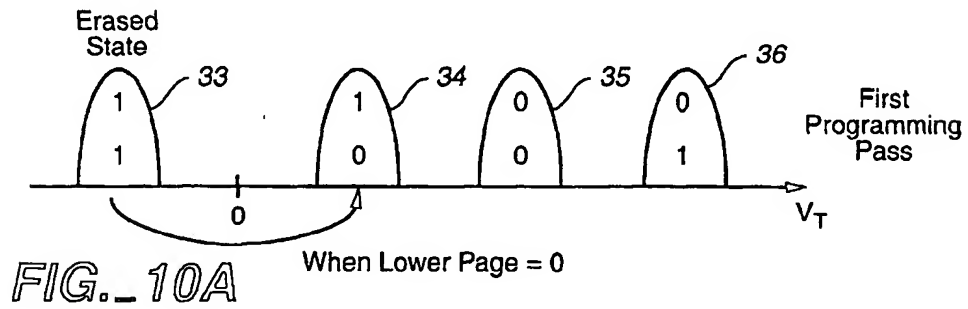 Erased
State
33
34
35
36
1
1
0
0
1
0
0
1
First
Programming
Pass
0
V_T
When Lower Page = 0
FIG._10A